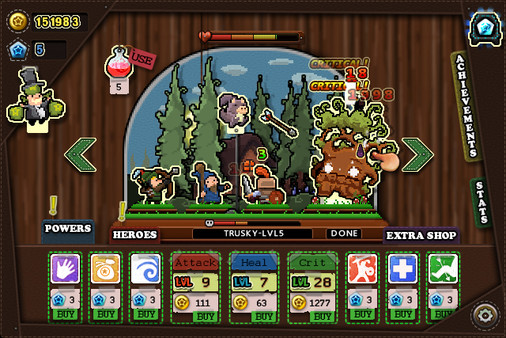 151983
5
USE
5
CRITICAL!
18
CRITICAL!
1398
3
ACHIEVEMENTS
STATS
POWERS
HEROES
TRUSKY-LVL5
DONE
EXTRA SHOP
Attack
Heal
Crit
LVL 9
LVL 7
LVL 28
3
3
3
111
63
1277
3
3
3
BUY
BUY
BUY
BUY
BUY
BUY
BUY
BUY
BUY